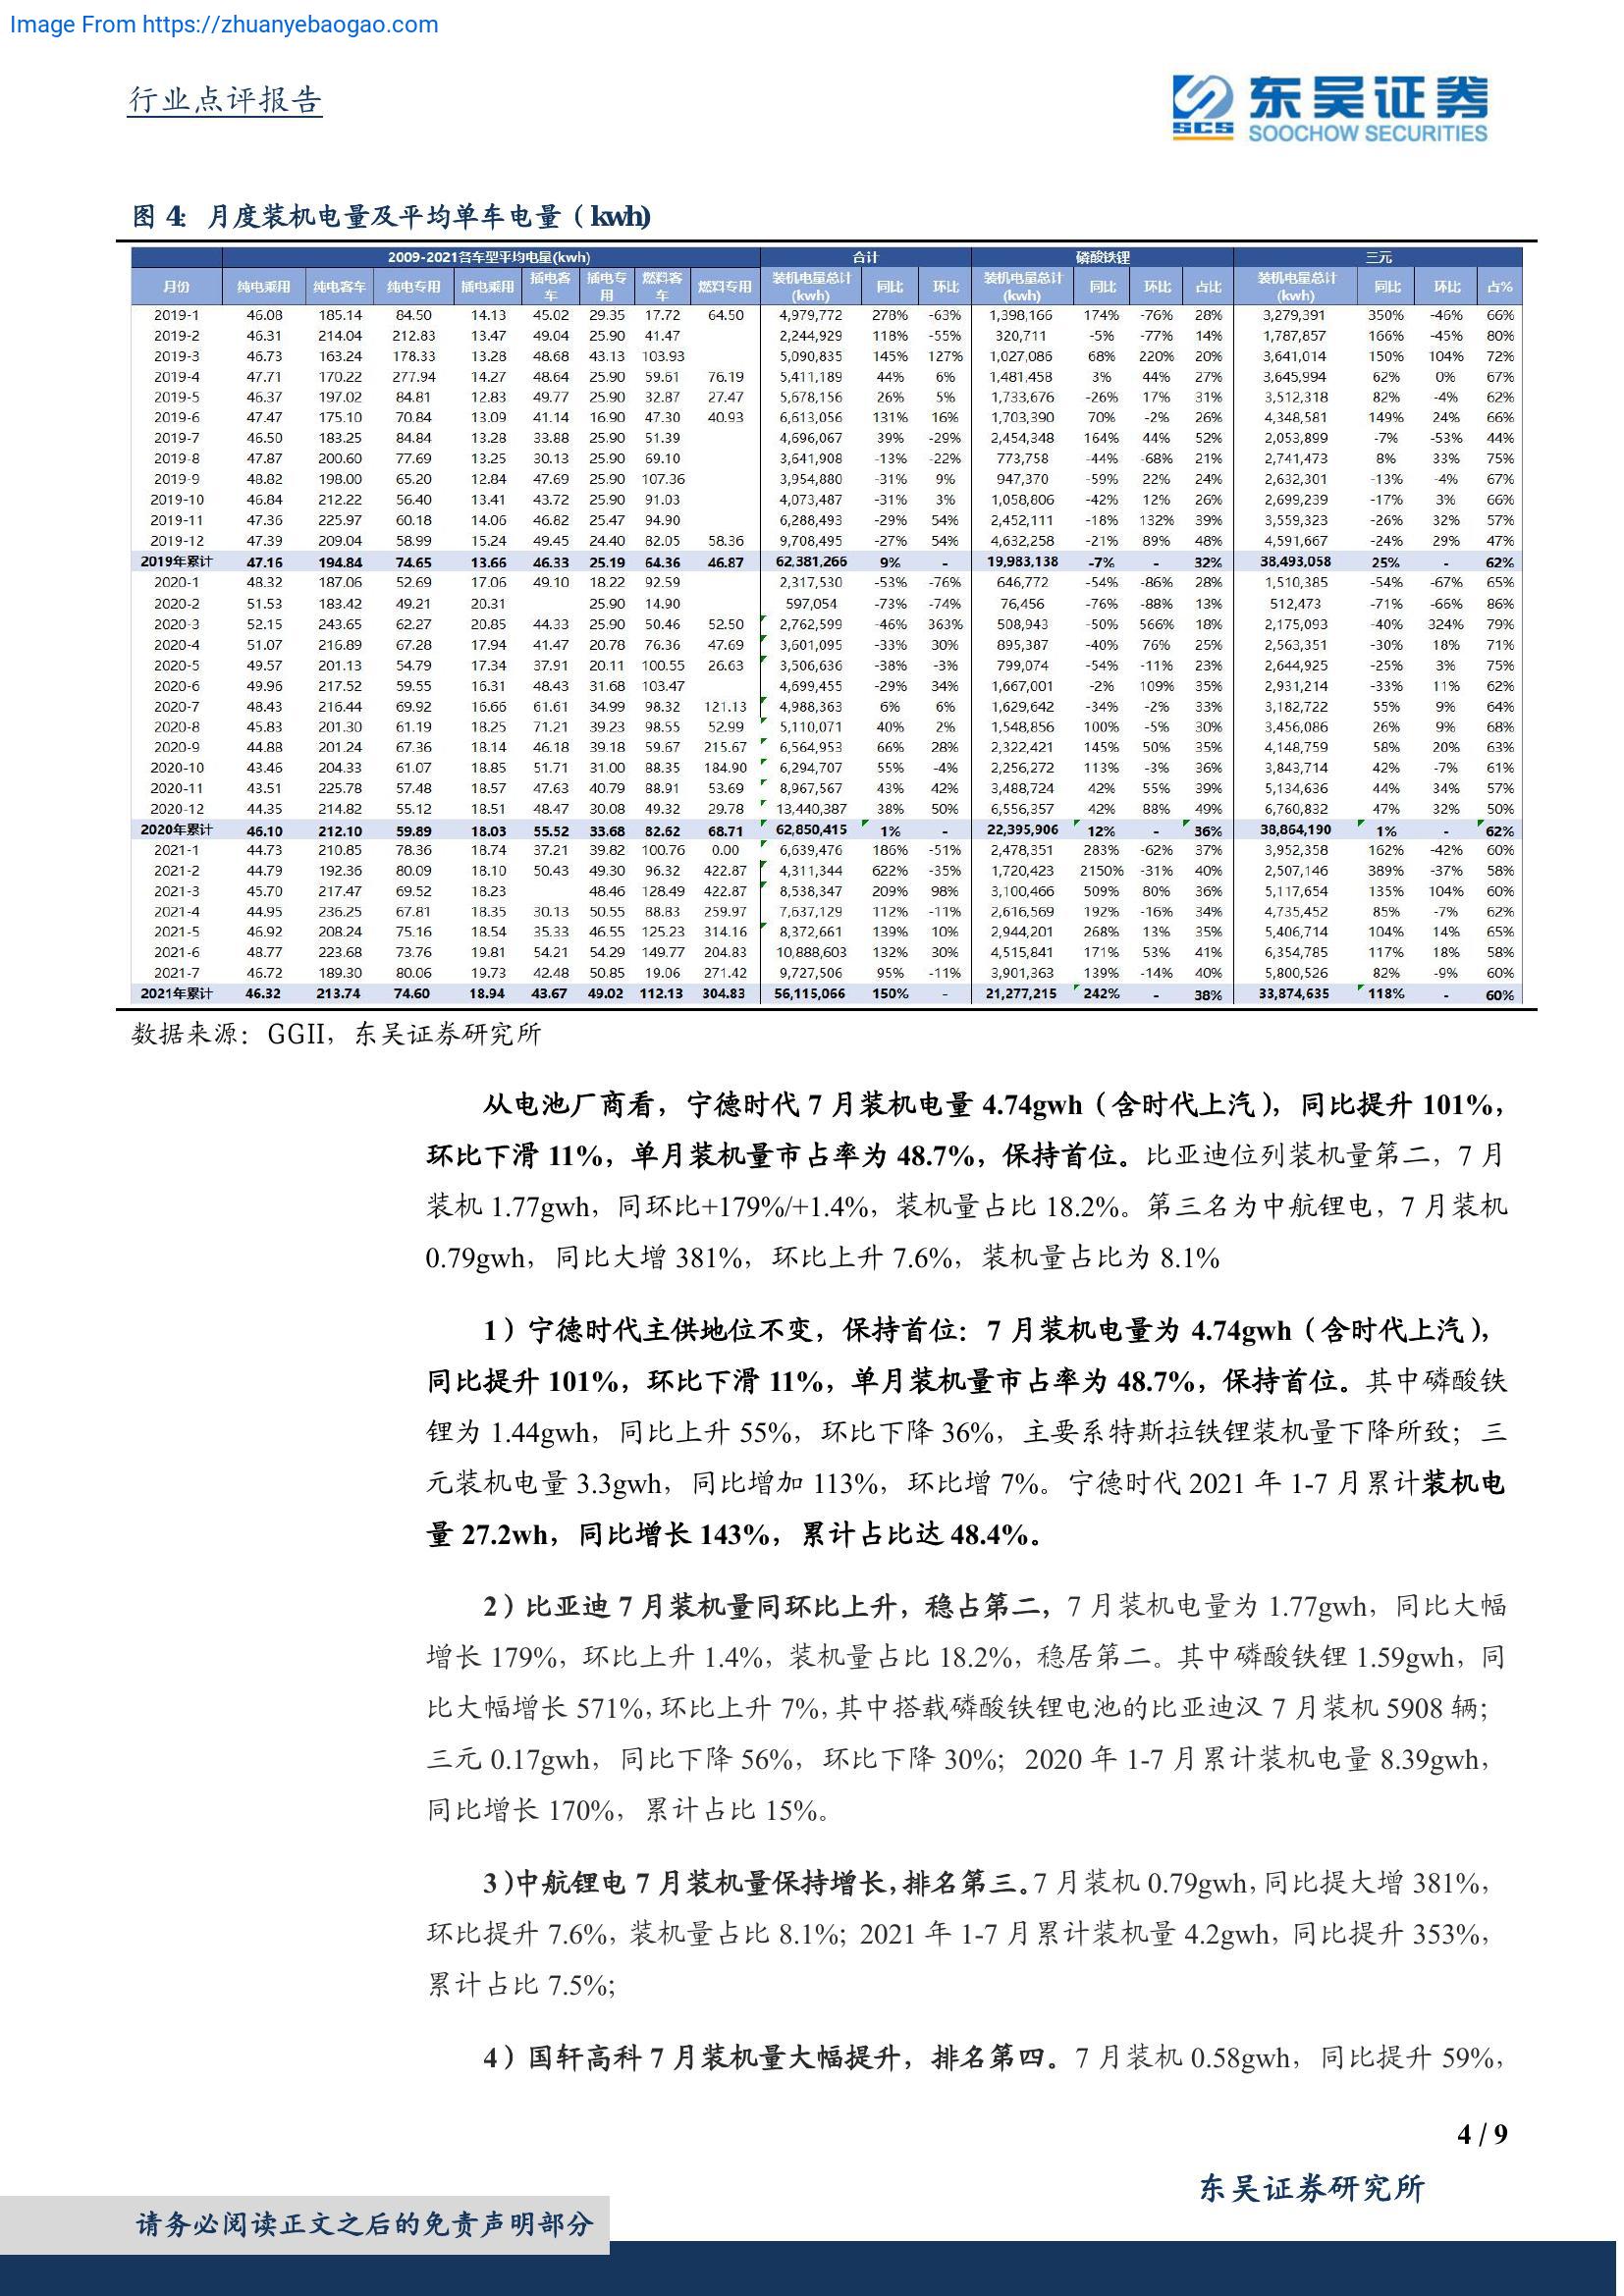 Image From https://zhuanyebaogao.com
行业点评报告
SCS
东吴证券
SOOCHOW SECURITIES
图 4: 月度装机电量及平均单车电量（kwh）
2009-2021各车型平均电量(kwh) 合计 磷酸铁锂 三元
月份 纯电乘用 纯电客车 纯电专用 插电乘用 插电客车 插电专用 燃料客车 燃料专用 装机电量总计(kwh) 同比 环比 装机电量总计(kwh) 同比 环比 占比 装机电量总计(kwh) 同比 环比 占%
2019-1 46.08 185.14 84.50 14.13 45.02 29.35 17.72 64.50 4,979,772 278% -63% 1,398,166 174% -76% 28% 3,279,391 350% -46% 66%
2019-2 46.31 214.04 212.83 13.47 49.04 25.90 41.47 2,244,929 118% -55% 320,711 -5% -77% 14% 1,787,857 166% -45% 80%
2019-3 46.73 163.24 178.33 13.28 48.68 43.13 103.93 5,090,835 145% 127% 1,027,086 68% 220% 20% 3,641,014 150% 104% 72%
2019-4 47.71 170.22 277.94 14.27 48.64 25.90 59.61 76.19 5,411,189 44% 6% 1,481,458 3% 44% 27% 3,645,994 62% 0% 67%
2019-5 46.37 197.02 84.81 12.83 49.77 25.90 32.87 27.47 5,678,156 26% 5% 1,733,676 -26% 17% 31% 3,512,318 82% -4% 62%
2019-6 47.47 175.10 70.84 13.09 41.14 16.90 47.30 40.93 6,613,056 131% 16% 1,703,390 70% -2% 26% 4,348,581 149% 24% 66%
2019-7 46.50 183.25 84.84 13.28 33.88 25.90 51.39 4,696,067 39% -29% 2,454,348 164% 44% 52% 2,053,899 -7% -53% 44%
2019-8 47.87 200.60 77.69 13.25 30.13 25.90 69.10 3,641,908 -13% -22% 773,758 -44% -68% 21% 2,741,473 8% 33% 75%
2019-9 48.82 198.00 65.20 12.84 47.69 25.90 107.36 3,954,880 -31% 9% 947,370 -59% 22% 24% 2,632,301 -13% -4% 67%
2019-10 46.84 212.22 56.40 13.41 43.72 25.90 91.03 4,073,487 -31% 3% 1,058,806 -42% 12% 26% 2,699,239 -17% 3% 66%
2019-11 47.36 225.97 60.18 14.06 46.82 25.47 94.90 6,288,493 -29% 54% 2,452,111 -18% 132% 39% 3,559,323 -26% 32% 57%
2019-12 47.39 209.04 58.99 15.24 49.45 24.40 82.05 58.36 9,708,495 -27% 54% 4,632,238 -21% 89% 48% 4,591,667 -24% 29% 47%
2019年累计 47.16 194.84 74.65 13.66 46.33 25.19 64.36 46.87 62,381,266 9% - 19,983,138 -7% - 32% 38,493,058 25% - 62%
2020-1 48.32 187.06 52.69 17.06 49.10 18.22 92.59 2,317,530 -53% -76% 646,772 -54% -86% 28% 1,510,385 -54% -67% 65%
2020-2 51.53 183.42 49.21 20.31 25.90 14.90 597,054 -73% -74% 76,456 -76% -88% 13% 512,473 -71% -66% 86%
2020-3 52.15 243.65 62.27 20.85 44.33 25.90 50.46 52.50 2,762,599 -46% 363% 508,943 -50% 566% 18% 2,175,093 -40% 324% 79%
2020-4 51.07 216.89 67.28 17.94 41.47 20.78 76.36 47.69 3,601,095 -33% 30% 895,387 -40% 76% 25% 2,563,351 -30% 18% 71%
2020-5 49.57 201.13 54.79 17.34 37.91 20.11 100.55 26.63 3,506,636 -38% -3% 799,074 -54% -11% 23% 2,644,925 -25% 3% 75%
2020-6 49.96 217.52 59.55 16.31 48.43 31.68 103.47 4,699,455 -29% 34% 1,667,001 -2% 109% 35% 2,931,214 -33% 11% 62%
2020-7 48.43 216.44 69.92 16.66 61.61 34.99 98.32 121.13 4,988,363 6% 6% 1,629,642 -34% -2% 33% 3,182,722 55% 9% 64%
2020-8 45.83 201.30 61.19 18.25 71.21 39.23 98.55 52.99 5,110,071 40% 2% 1,548,856 100% -5% 30% 3,456,086 26% 9% 68%
2020-9 44.88 201.24 67.36 18.14 46.18 39.18 59.67 215.67 6,564,953 66% 28% 2,322,421 145% 50% 35% 4,148,759 58% 20% 63%
2020-10 43.46 204.33 61.07 18.85 51.71 31.00 88.35 184.90 6,294,707 55% -4% 2,256,272 113% -3% 36% 3,843,714 42% -7% 61%
2020-11 43.51 225.78 57.48 18.57 47.63 40.79 88.91 53.69 8,967,567 43% 42% 3,488,724 42% 55% 39% 5,134,636 44% 34% 57%
2020-12 44.35 214.82 55.12 18.51 48.47 30.08 49.32 29.78 13,440,387 38% 50% 6,556,357 42% 88% 49% 6,760,832 47% 32% 50%
2020年累计 46.10 212.10 59.89 18.03 55.52 33.68 82.62 68.71 62,850,415 1% - 22,395,906 12% - 36% 38,864,190 1% - 62%
2021-1 44.73 210.85 78.36 18.74 37.21 39.82 100.76 0.00 6,639,476 186% -51% 2,478,351 283% -62% 37% 3,952,358 162% -42% 60%
2021-2 44.79 192.36 80.09 18.10 50.43 49.30 96.32 422.87 4,311,344 622% -35% 1,720,423 2150% -31% 40% 2,507,146 389% -37% 58%
2021-3 45.70 217.47 69.52 18.23 48.46 128.49 422.87 8,538,347 209% 98% 3,100,466 509% 80% 36% 5,117,654 135% 104% 60%
2021-4 44.95 236.25 67.81 18.35 30.13 50.55 88.83 259.97 7,637,129 112% -11% 2,616,569 192% -16% 34% 4,735,452 85% -7% 62%
2021-5 46.92 208.24 75.16 18.54 35.33 46.55 125.23 314.16 8,372,661 139% 10% 2,944,201 268% 13% 35% 5,406,714 104% 14% 65%
2021-6 48.77 223.68 73.76 19.81 54.21 54.29 149.77 204.83 10,888,603 132% 30% 4,515,841 171% 53% 41% 6,354,785 117% 18% 58%
2021-7 46.72 189.30 80.06 19.73 42.48 50.85 19.06 271.42 9,727,506 95% -11% 3,901,363 139% -14% 40% 5,800,526 82% -9% 60%
2021年累计 46.32 213.74 74.60 18.94 43.67 49.02 112.13 304.83 56,115,066 150% - 21,277,215 242% - 38% 33,874,635 118% - 60%
数据来源：GGII，东吴证券研究所
从电池厂商看，宁德时代 7 月装机电量 4.74gwh（含时代上汽），同比提升 101%，
环比下滑 11%，单月装机量市占率为 48.7%，保持首位。比亚迪位列装机量第二，7 月
装机 1.77gwh，同环比+179%/+1.4%，装机量占比 18.2%。第三名为中航锂电，7 月装机
0.79gwh，同比大增 381%，环比上升 7.6%，装机量占比为 8.1%
1）宁德时代主供地位不变，保持首位：7 月装机电量为 4.74gwh（含时代上汽），
同比提升 101%，环比下滑 11%，单月装机量市占率为 48.7%，保持首位。其中磷酸铁
锂为 1.44gwh，同比上升 55%，环比下降 36%，主要系特斯拉铁锂装机量下降所致；三
元装机电量 3.3gwh，同比增加 113%，环比增 7%。宁德时代 2021 年 1-7 月累计装机电
量 27.2wh，同比增长 143%，累计占比达 48.4%。
2）比亚迪 7 月装机量同环比上升，稳占第二，7 月装机电量为 1.77gwh，同比大幅
增长 179%，环比上升 1.4%，装机量占比 18.2%，稳居第二。其中磷酸铁锂 1.59gwh，同
比大幅增长 571%，环比上升 7%，其中搭载磷酸铁锂电池的比亚迪汉 7 月装机 5908 辆；
三元 0.17gwh，同比下降 56%，环比下降 30%；2020 年 1-7 月累计装机电量 8.39gwh，
同比增长 170%，累计占比 15%。
3）中航锂电 7 月装机量保持增长，排名第三。7 月装机 0.79gwh，同比提大增 381%，
环比提升 7.6%，装机量占比 8.1%；2021 年 1-7 月累计装机量 4.2gwh，同比提升 353%，
累计占比 7.5%；
4）国轩高科 7 月装机量大幅提升，排名第四。7 月装机 0.58gwh，同比提升 59%，
4 / 9
东吴证券研究所
请务必阅读正文之后的免责声明部分